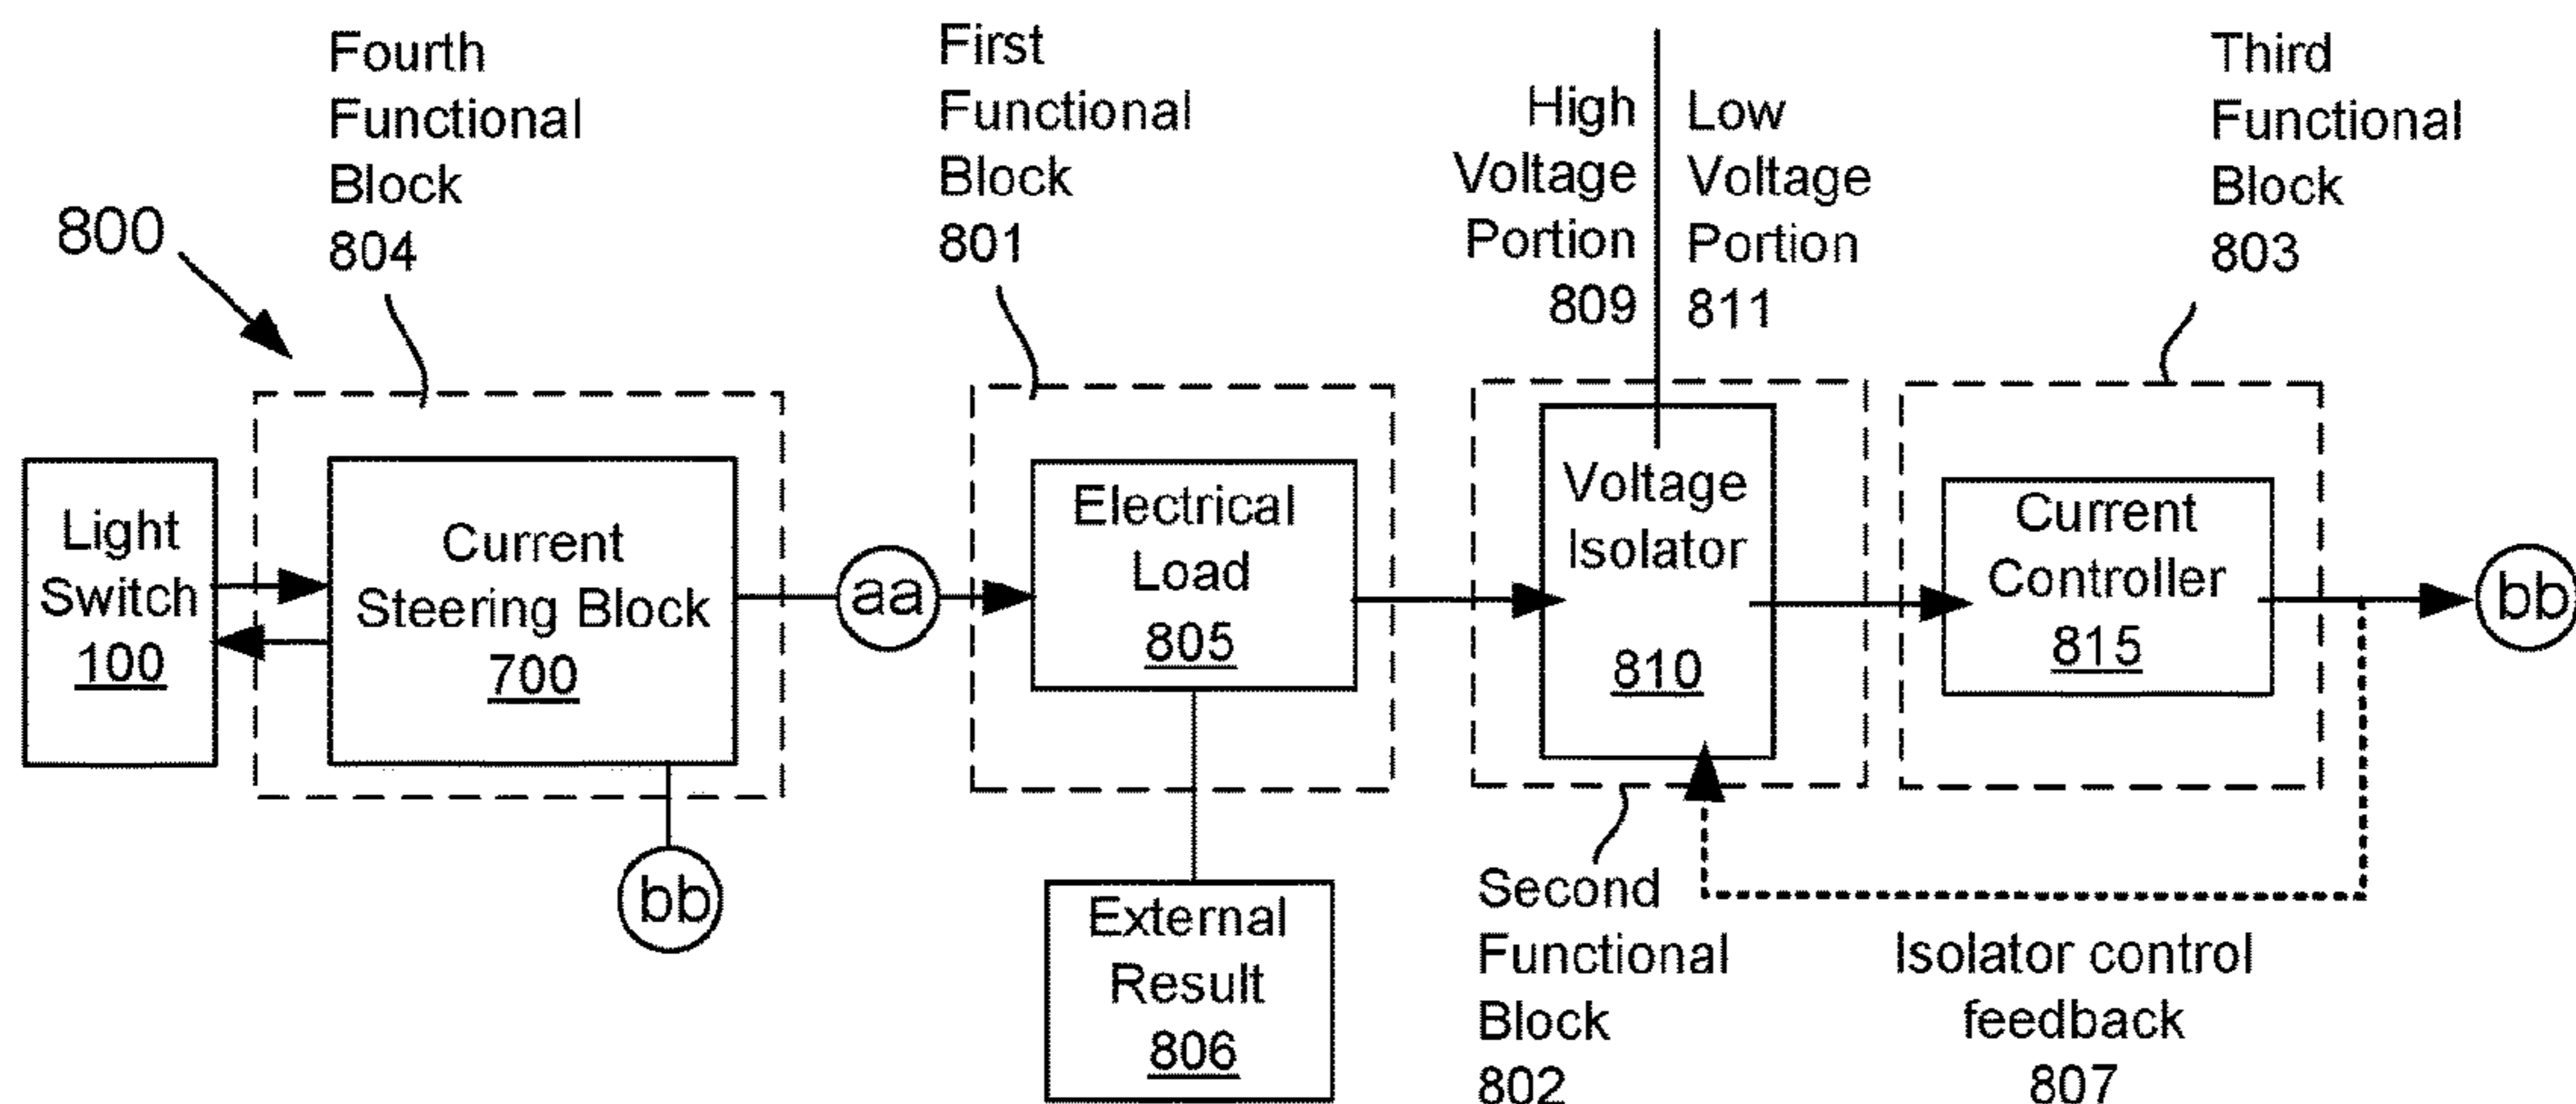 Fourth
Functional
Block
804
First
Functional
Block
801
High
Voltage
Portion
809
Low
Voltage
Portion
811
Third
Functional
Block
803
800
Light
Switch
100
Current
Steering Block
700
aa
Electrical
Load
805
Voltage
Isolator
810
Current
Controller
815
bb
bb
External
Result
806
Second
Functional
Block
802
Isolator control
feedback
807